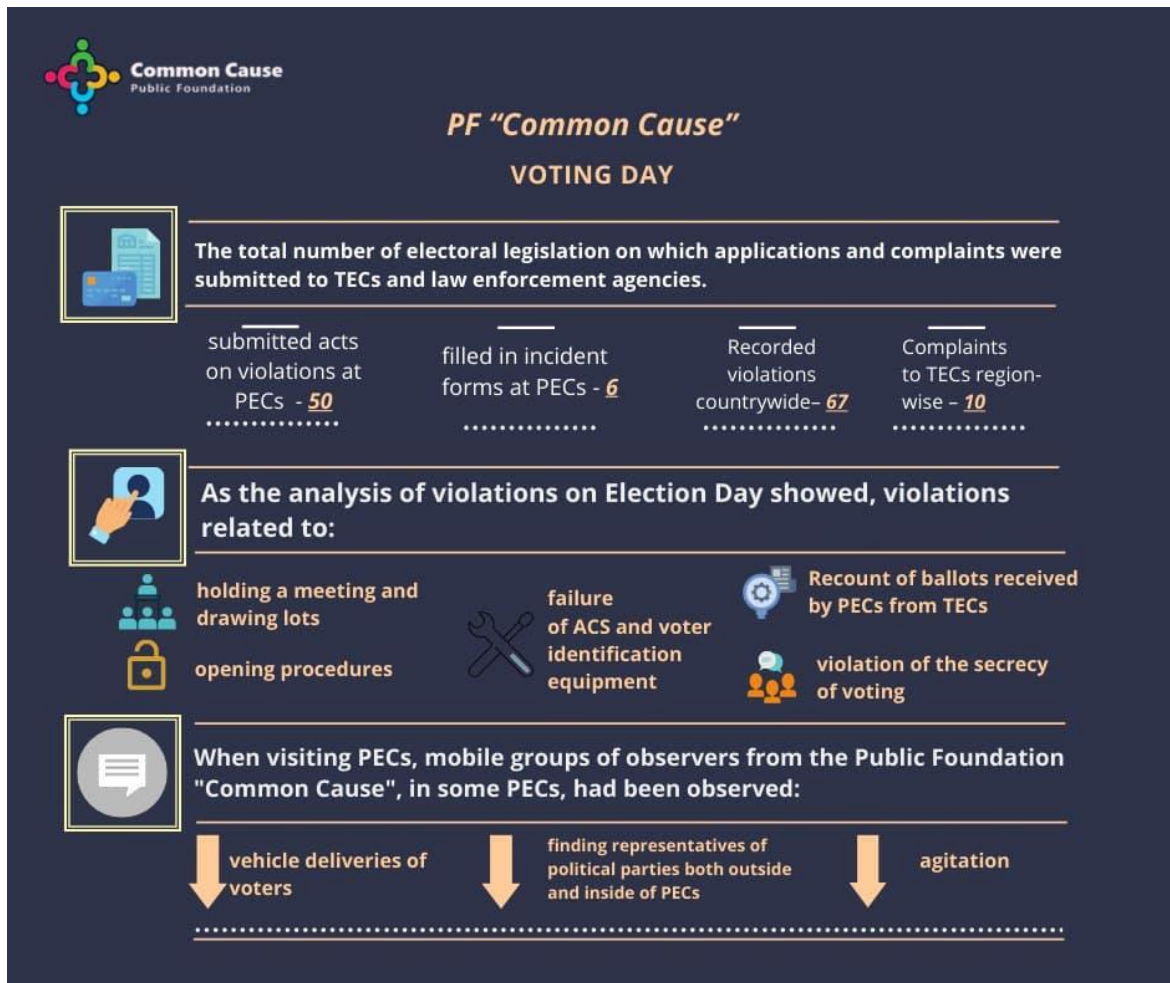 Common Cause
Public Foundation
PF “Common Cause”
VOTING DAY
The total number of electoral legislation on which applications and complaints were
submitted to TECs and law enforcement agencies.
submitted acts
on violations at
PECs - 50
filled in incident
forms at PECs - 6
Recorded
violations
countrywide– 67
Complaints
to TECs region-
wise – 10
As the analysis of violations on Election Day showed, violations
related to:
holding a meeting and
drawing lots
opening procedures
failure
of ACS and voter
identification
equipment
Recount of ballots received
by PECs from TECs
violation of the secrecy
of voting
When visiting PECs, mobile groups of observers from the Public Foundation
"Common Cause", in some PECs, had been observed:
vehicle deliveries of
voters
finding representatives of
political parties both outside
and inside of PECs
agitation